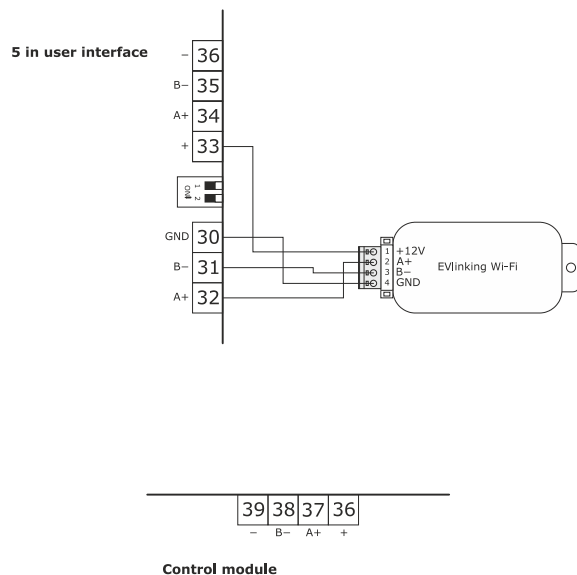 5 in user interface
– 36
B– 35
A+ 34
+ 33
ON 1 2
GND 30
B– 31
A+ 32
1 +12V
2 A+
3 B–
4 GND
EVlinking Wi-Fi
39 38 37 36
– B– A+ +
Control module